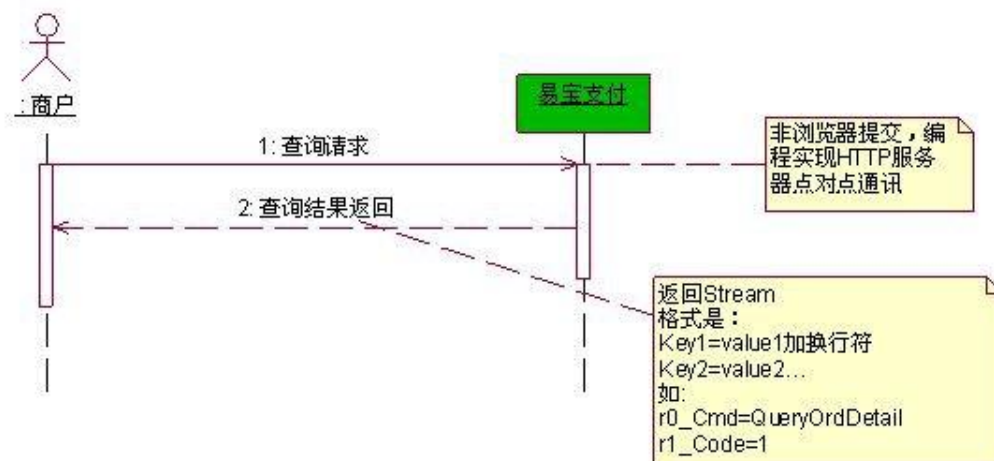 : 商户
易宝支付
1: 查询请求
2: 查询结果返回
非浏览器提交，编
程实现HTTP服务
器点对点通讯
返回Stream
格式是：
Key1=value1加换行符
Key2=value2...
如:
r0_Cmd=QueryOrdDetail
r1_Code=1